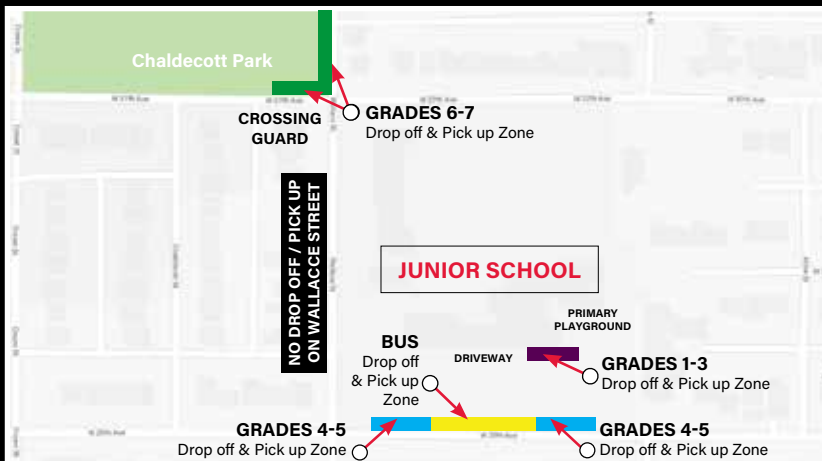 Chaldecott Park
CROSSING
GUARD
GRADES 6-7
Drop off & Pick up Zone
NO DROP OFF / PICK UP
ON WALLACCE STREET
JUNIOR SCHOOL
PRIMARY
PLAYGROUND
BUS
Drop off
& Pick up
Zone
DRIVEWAY
GRADES 1-3
Drop off & Pick up Zone
GRADES 4-5
Drop off & Pick up Zone
GRADES 4-5
Drop off & Pick up Zone